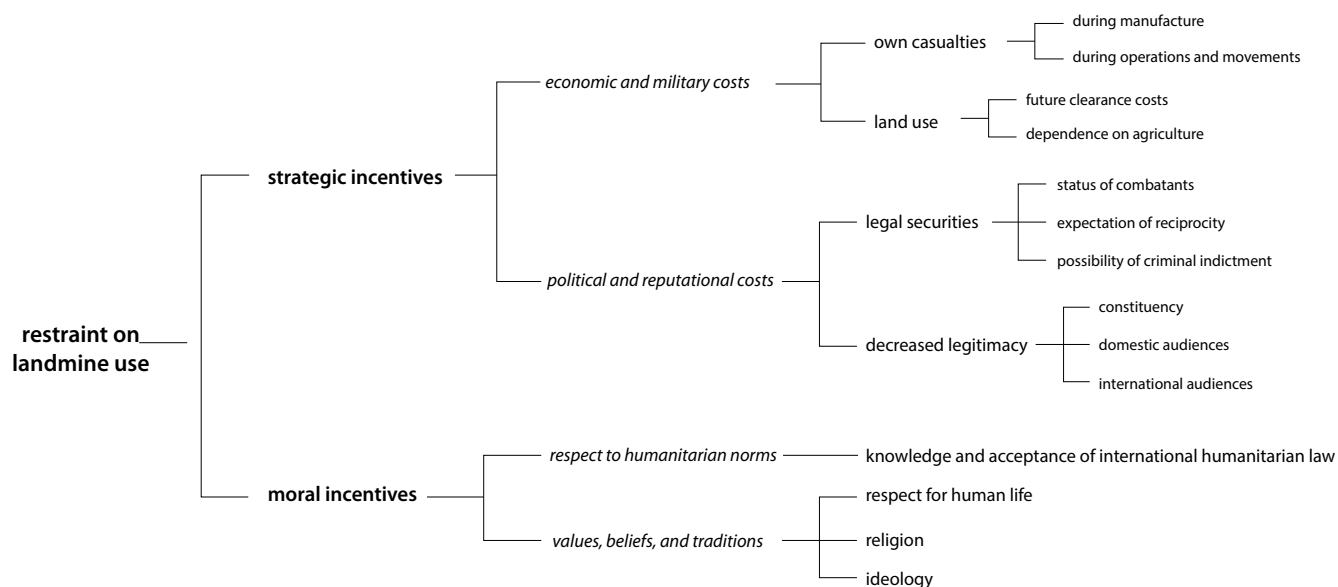 during manufacture
own casualties
during operations and movements
economic and military costs
future clearance costs
land use
dependence on agriculture
strategic incentives
status of combatants
legal securities
expectation of reciprocity
possibility of criminal indictment
political and reputational costs
constituency
decreased legitimacy
domestic audiences
international audiences
restraint on
landmine use
respect to humanitarian norms
knowledge and acceptance of international humanitarian law
moral incentives
respect for human life
values, beliefs, and traditions
religion
ideology